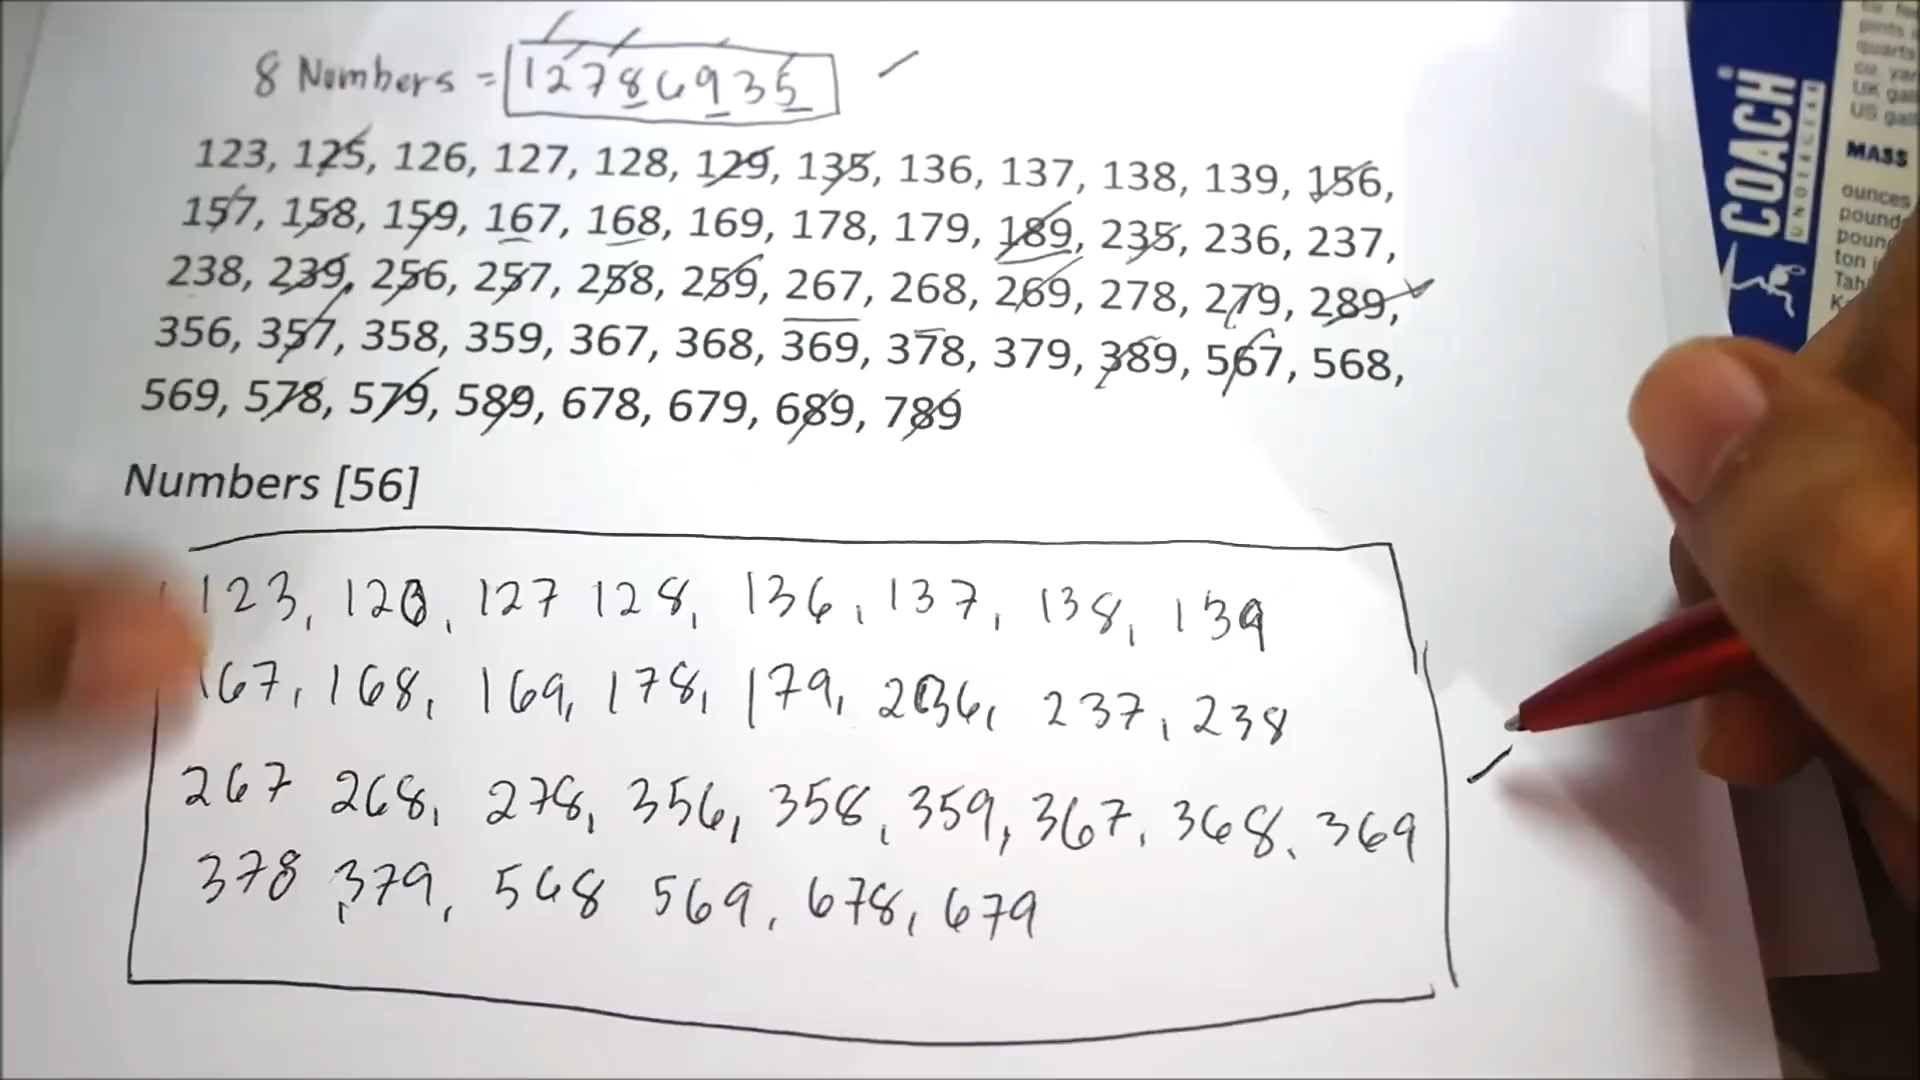 8 Numbers = 12786935
123, 125, 126, 127, 128, 129, 135, 136, 137, 138, 139, 156,
157, 158, 159, 167, 168, 169, 178, 179, 189, 235, 236, 237,
238, 239, 256, 257, 258, 259, 267, 268, 269, 278, 279, 289,
356, 357, 358, 359, 367, 368, 369, 378, 379, 389, 567, 568,
569, 578, 579, 589, 678, 679, 689, 789
Numbers [56]
123, 126, 127 128, 136, 137, 138, 139
167, 168, 169, 178, 179, 236, 237, 238
267 268, 278, 356, 358, 359, 367, 368, 369
378 379, 568 569, 678, 679
COACH
UNDERGEAR
MASS
ounces